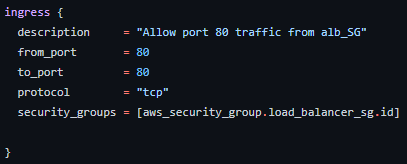 ingress {
  description     = "Allow port 80 traffic from alb_SG"
  from_port       = 80
  to_port         = 80
  protocol        = "tcp"
  security_groups = [aws_security_group.load_balancer_sg.id]
}